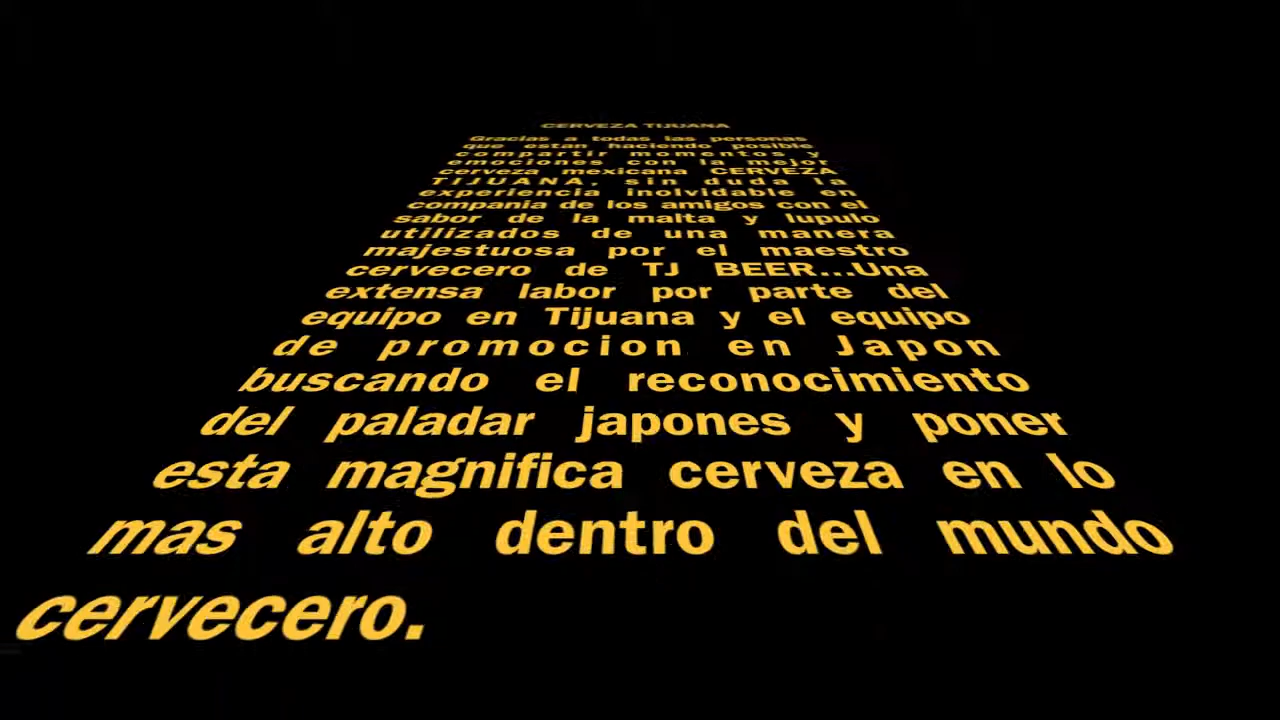 CERVEZA TIJUANA
Gracias a todas las personas
que estan haciendo posible
compartir momentos y
emociones con la mejor
cerveza mexicana CERVEZA
TIJUANA, sin duda la
experiencia inolvidable en
compania de los amigos con el
sabor de la malta y lupulo
utilizados de una manera
majestuosa por el maestro
cervecero de TJ BEER...Una
extensa labor por parte del
equipo en Tijuana y el equipo
de promocion en Japon
buscando el reconocimiento
del paladar japones y poner
esta magnifica cerveza en lo
mas alto dentro del mundo
cervecero.